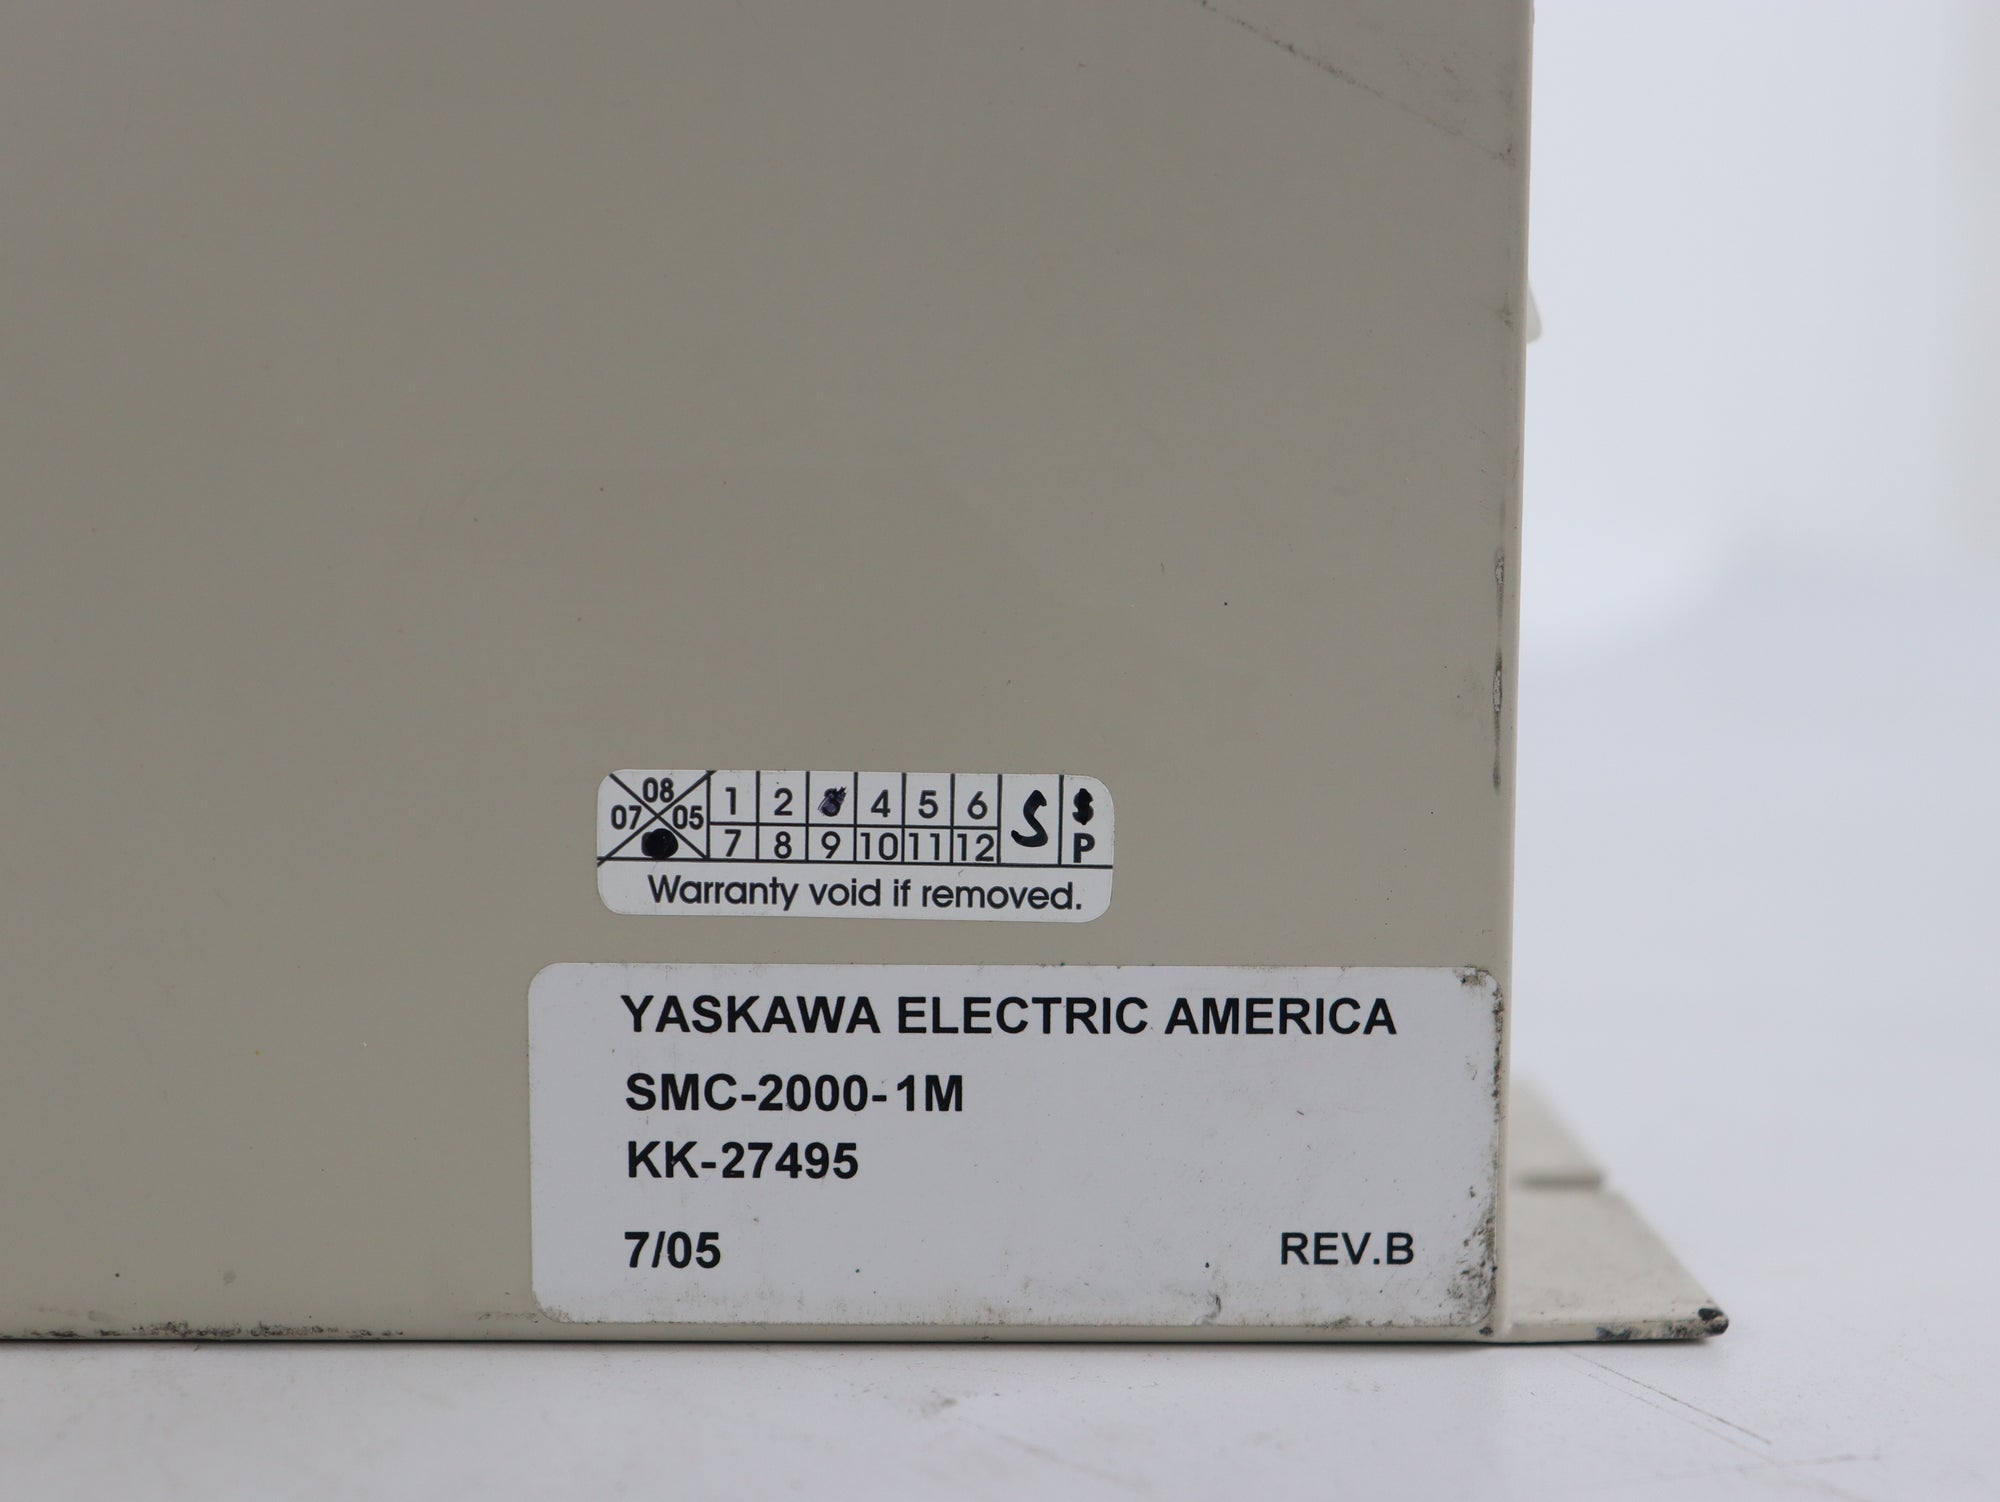 08
07 05
1 2 4 5 6 S S
7 8 9 10 11 12 P
Warranty void if removed.
YASKAWA ELECTRIC AMERICA
SMC-2000-1M
KK-27495
7/05 REV.B